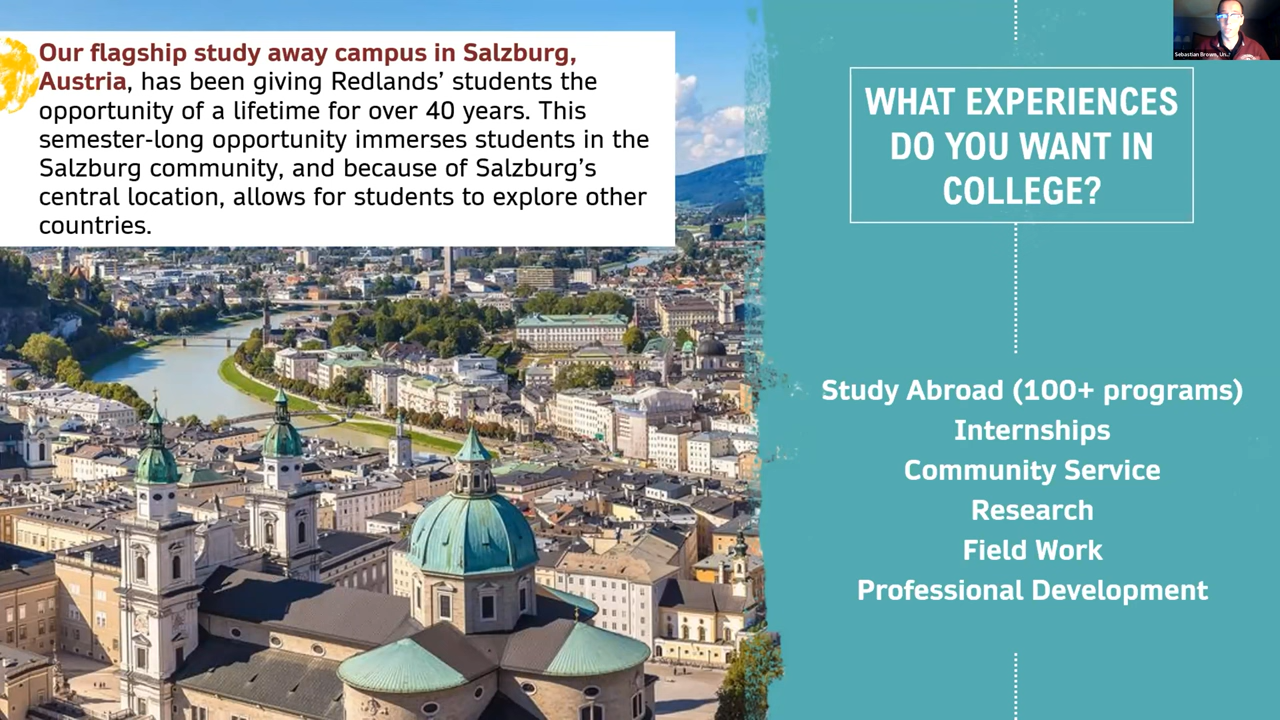 Our flagship study away campus in Salzburg,
Austria, has been giving Redlands’ students the
opportunity of a lifetime for over 40 years. This
semester-long opportunity immerses students in the
Salzburg community, and because of Salzburg’s
central location, allows for students to explore other
countries.
WHAT EXPERIENCES
DO YOU WANT IN
COLLEGE?
Study Abroad (100+ programs)
Internships
Community Service
Research
Field Work
Professional Development
Sebastian Brown, Un...